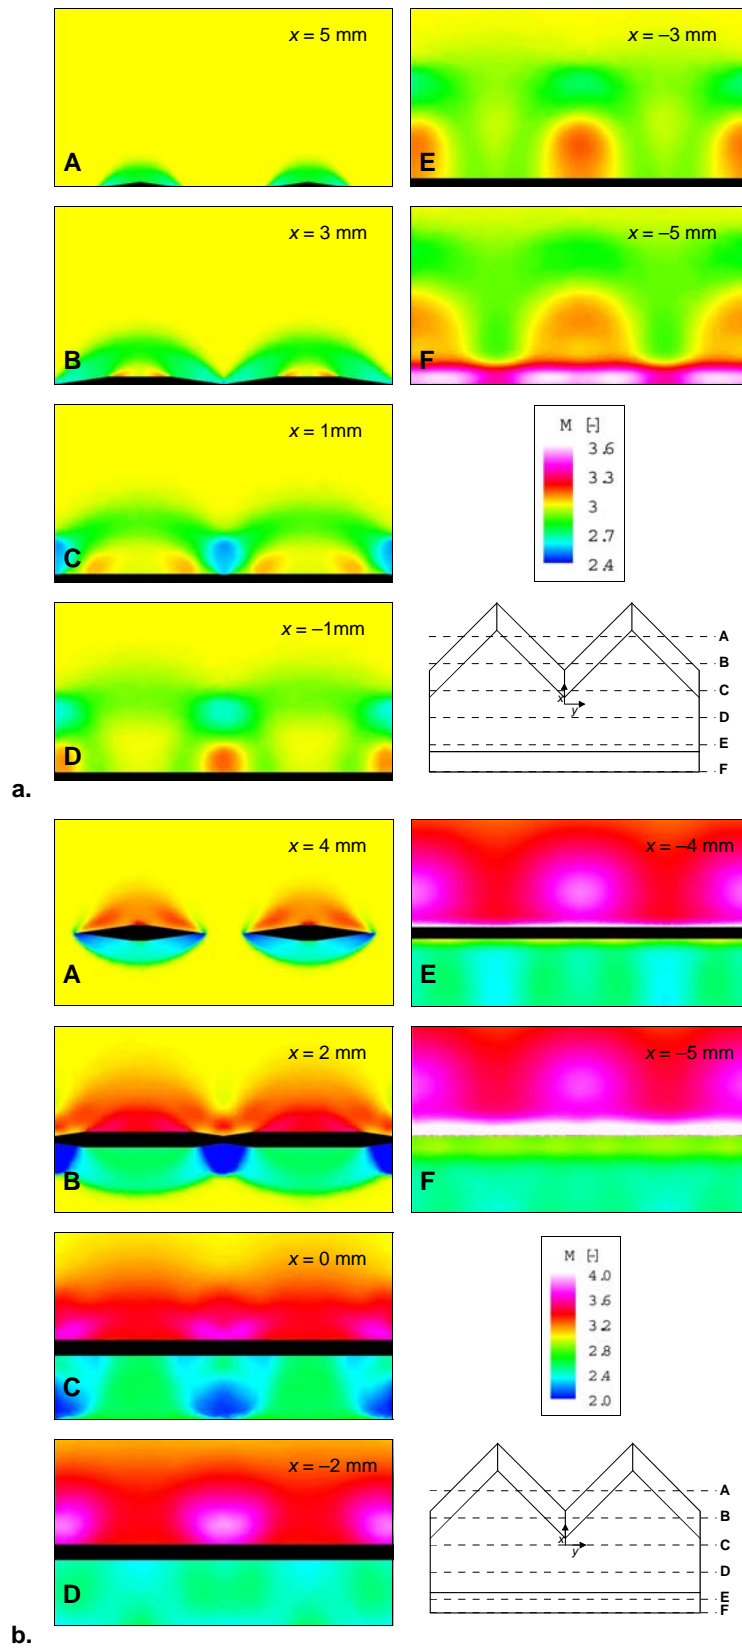 x = 5 mm
A
x = 3 mm
B
x = 1mm
C
x = –1mm
D
x = –3 mm
E
x = –5 mm
F
M [-]
3.6
3.3
3
2.7
2.4
A
B
C
D
E
F
x
y
a.
x = 4 mm
A
x = 2 mm
B
x = 0 mm
C
x = –2 mm
D
x = –4 mm
E
x = –5 mm
F
M [-]
4.0
3.6
3.2
2.8
2.4
2.0
A
B
C
D
E
F
x
y
b.